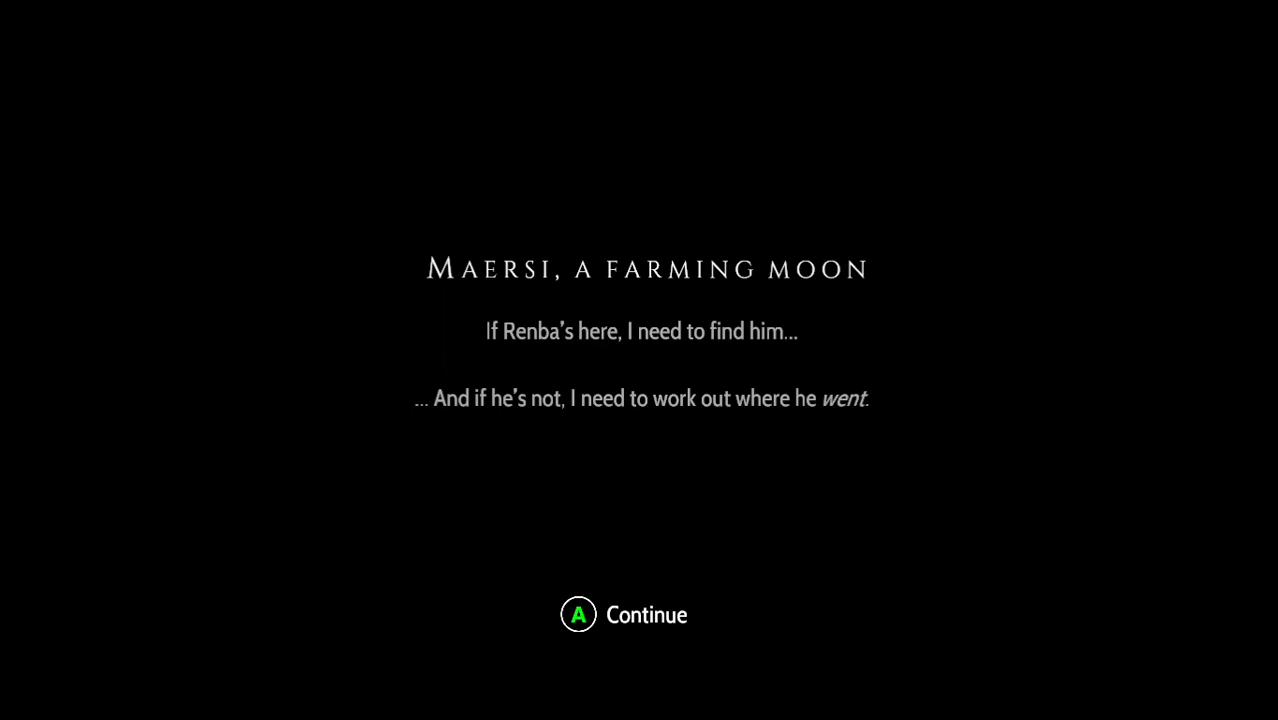 MAERSI, A FARMING MOON
If Renba's here, I need to find him...
... And if he's not, I need to work out where he went.
A Continue